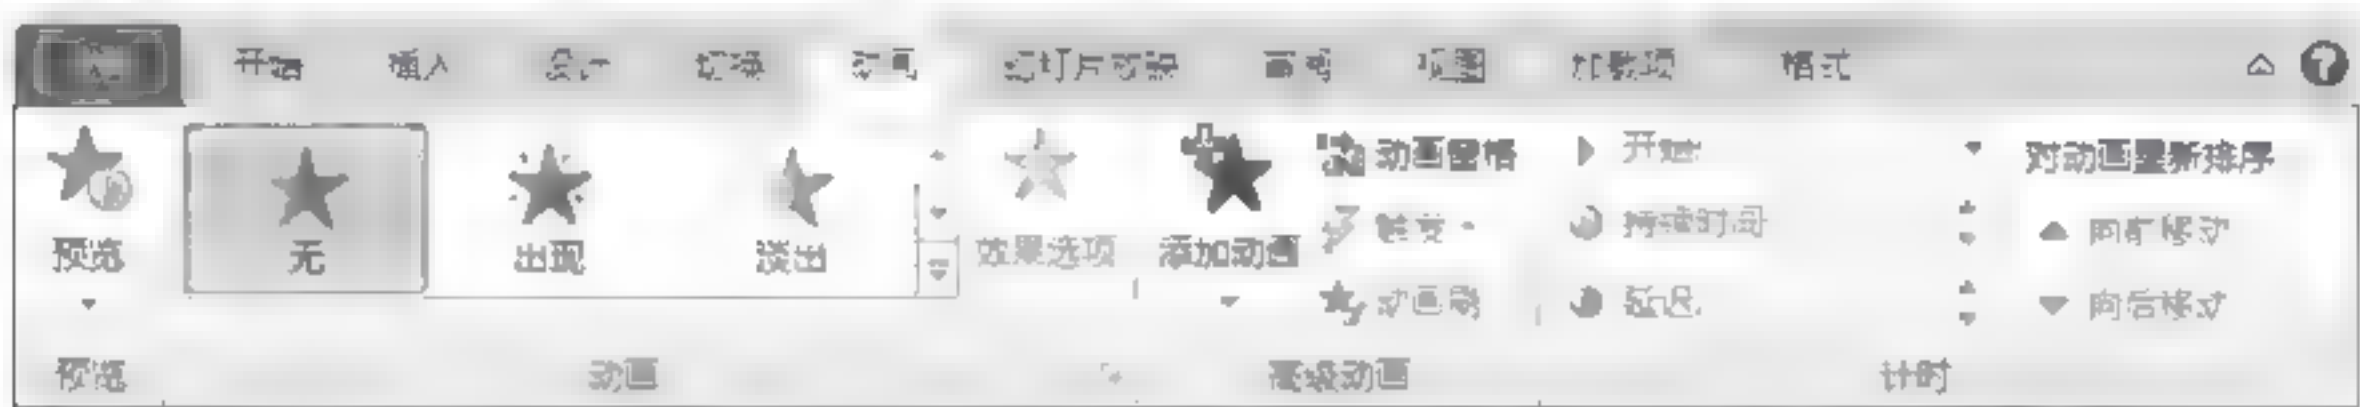 开始 插入 设计 切换 动画 幻灯片放映 审阅 视图 加载项 格式
预览
无
出现
淡出
效果选项
添加动画
动画窗格
触发
动画刷
开始:
持续时间
延迟:
对动画重新排序
向前移动
向后移动
预览 动画 高级动画 计时